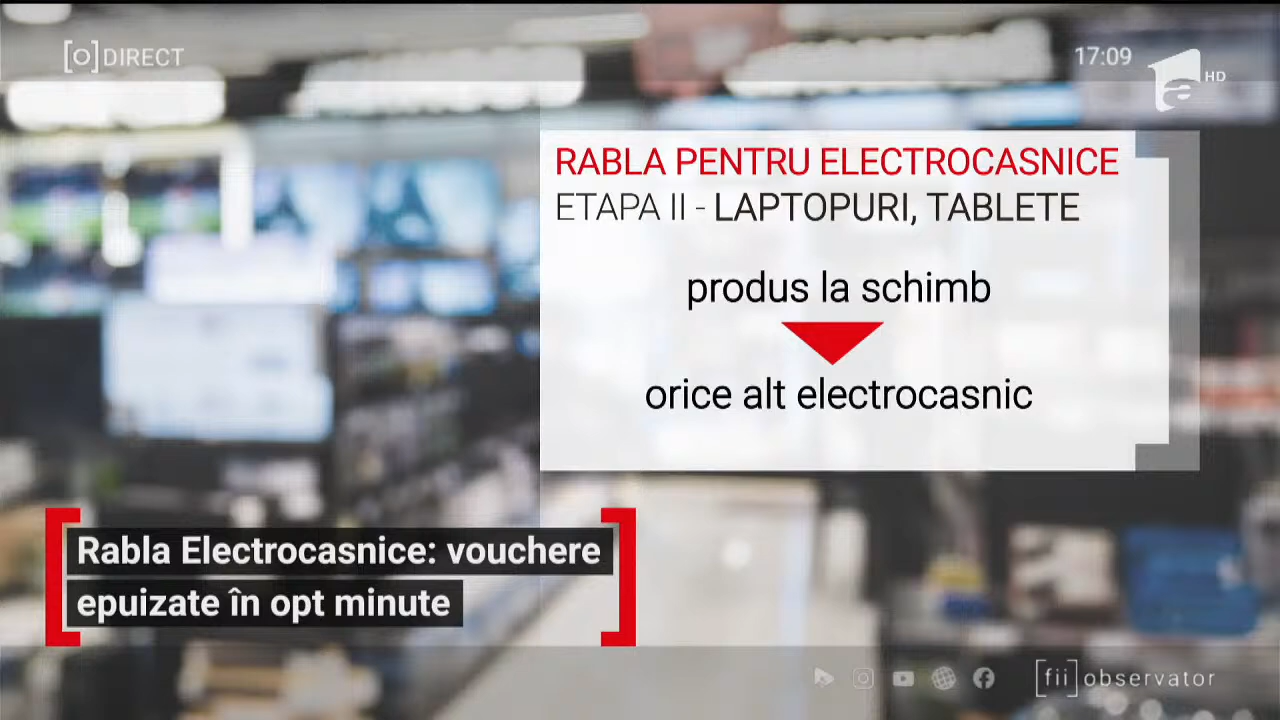 [o] DIRECT
17:09
HD
RABLA PENTRU ELECTROCASNICE
ETAPA II - LAPTOPURI, TABLETE
produs la schimb
orice alt electrocasnic
Rabla Electrocasnice: vouchere
epuizate în opt minute
[fii] observator